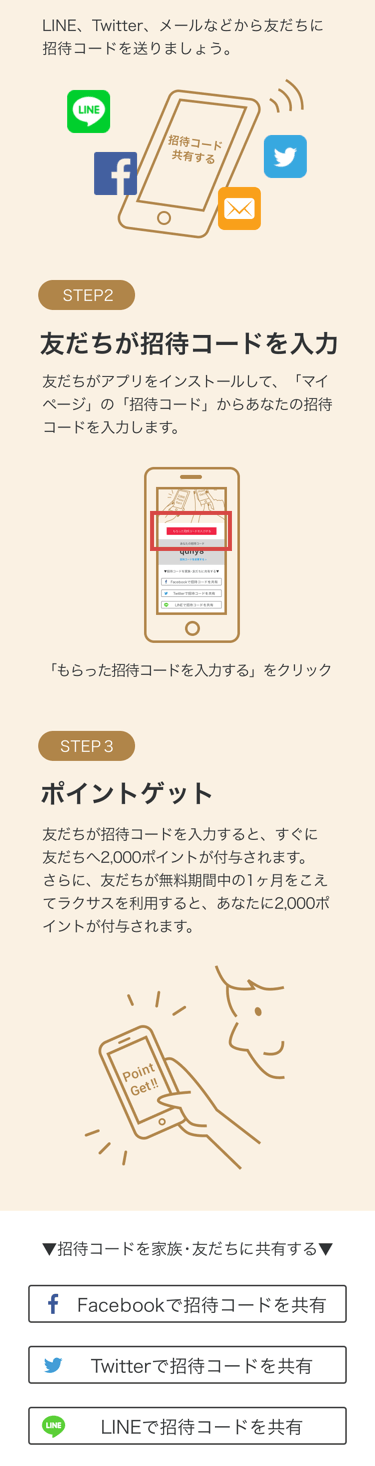 LINE、Twitter、メールなどから友だちに
招待コードを送りましょう。
LINE
招待コード
共有する
STEP2
友だちが招待コードを入力
友だちがアプリをインストールして、「マイ
ページ」の「招待コード」からあなたの招待
コードを入力します。
Facebookで招待コードを共有
Twitterで招待コードを共有
LINEで招待コードを共有
「もらった招待コードを入力する」をクリック
STEP3
ポイントゲット
友だちが招待コードを入力すると、すぐに
友だちへ2,000ポイントが付与されます。
さらに、友だちが無料期間中の1ヶ月をこえ
てラクサスを利用すると、あなたに2,000ポ
イントが付与されます。
Point
Get!!
▼招待コードを家族・友だちに共有する▼
Facebookで招待コードを共有
Twitterで招待コードを共有
LINE
LINEで招待コードを共有